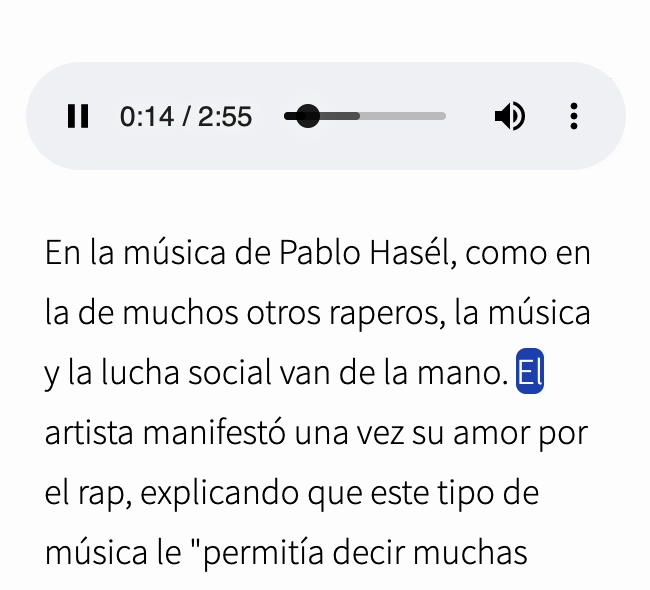 0:14 / 2:55
En la música de Pablo Hasél, como en
la de muchos otros raperos, la música
y la lucha social van de la mano. El
artista manifestó una vez su amor por
el rap, explicando que este tipo de
música le "permitía decir muchas